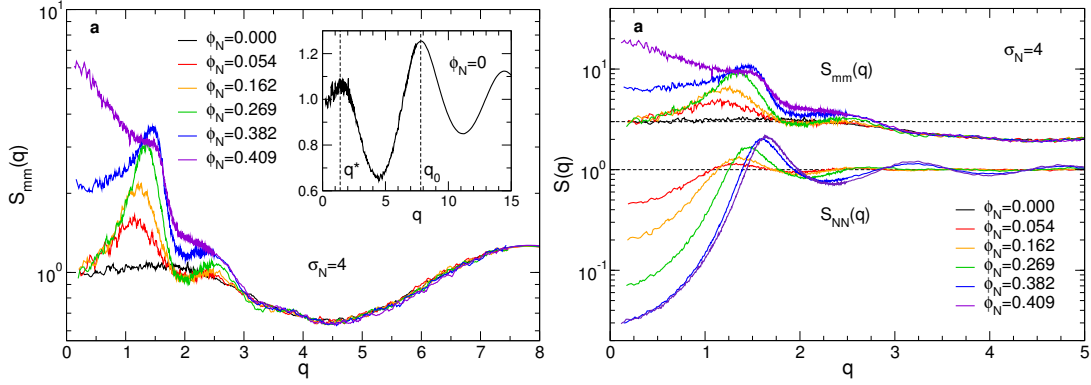 a
ϕN=0.000
ϕN=0.054
ϕN=0.162
ϕN=0.269
ϕN=0.382
ϕN=0.409
Smm(q)
10^1
10^0
0 1 2 3 4 5 6 7 8
q
σN=4
1.2
1.0
0.8
0.6
0 5 10 15
q
ϕN=0
q*
q0
a
σN=4
Smm(q)
SNN(q)
S(q)
10^1
10^0
10^-1
0 1 2 3 4 5
q
ϕN=0.000
ϕN=0.054
ϕN=0.162
ϕN=0.269
ϕN=0.382
ϕN=0.409